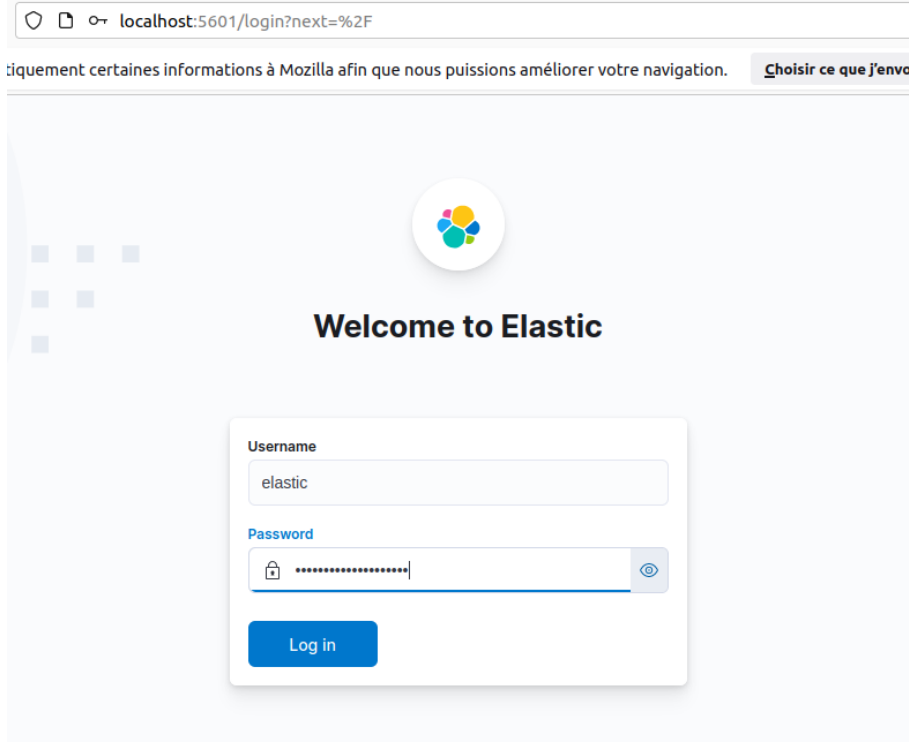 localhost:5601/login?next=%2F
tiquement certaines informations à Mozilla afin que nous puissions améliorer votre navigation. Choisir ce que j'envo
Welcome to Elastic
Username
elastic
Password
••••••••••••••••••••
Log in